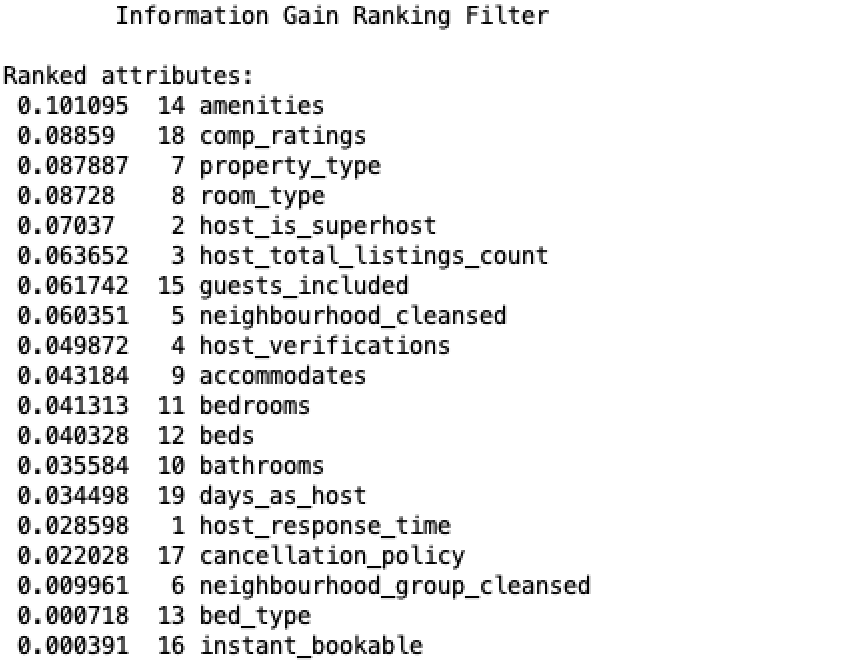 Information Gain Ranking Filter
Ranked attributes:
0.101095 14 amenities
0.08859 18 comp_ratings
0.087887 7 property_type
0.08728 8 room_type
0.07037 2 host_is_superhost
0.063652 3 host_total_listings_count
0.061742 15 guests_included
0.060351 5 neighbourhood_cleansed
0.049872 4 host_verifications
0.043184 9 accommodates
0.041313 11 bedrooms
0.040328 12 beds
0.035584 10 bathrooms
0.034498 19 days_as_host
0.028598 1 host_response_time
0.022028 17 cancellation_policy
0.009961 6 neighbourhood_group_cleansed
0.000718 13 bed_type
0.000391 16 instant_bookable